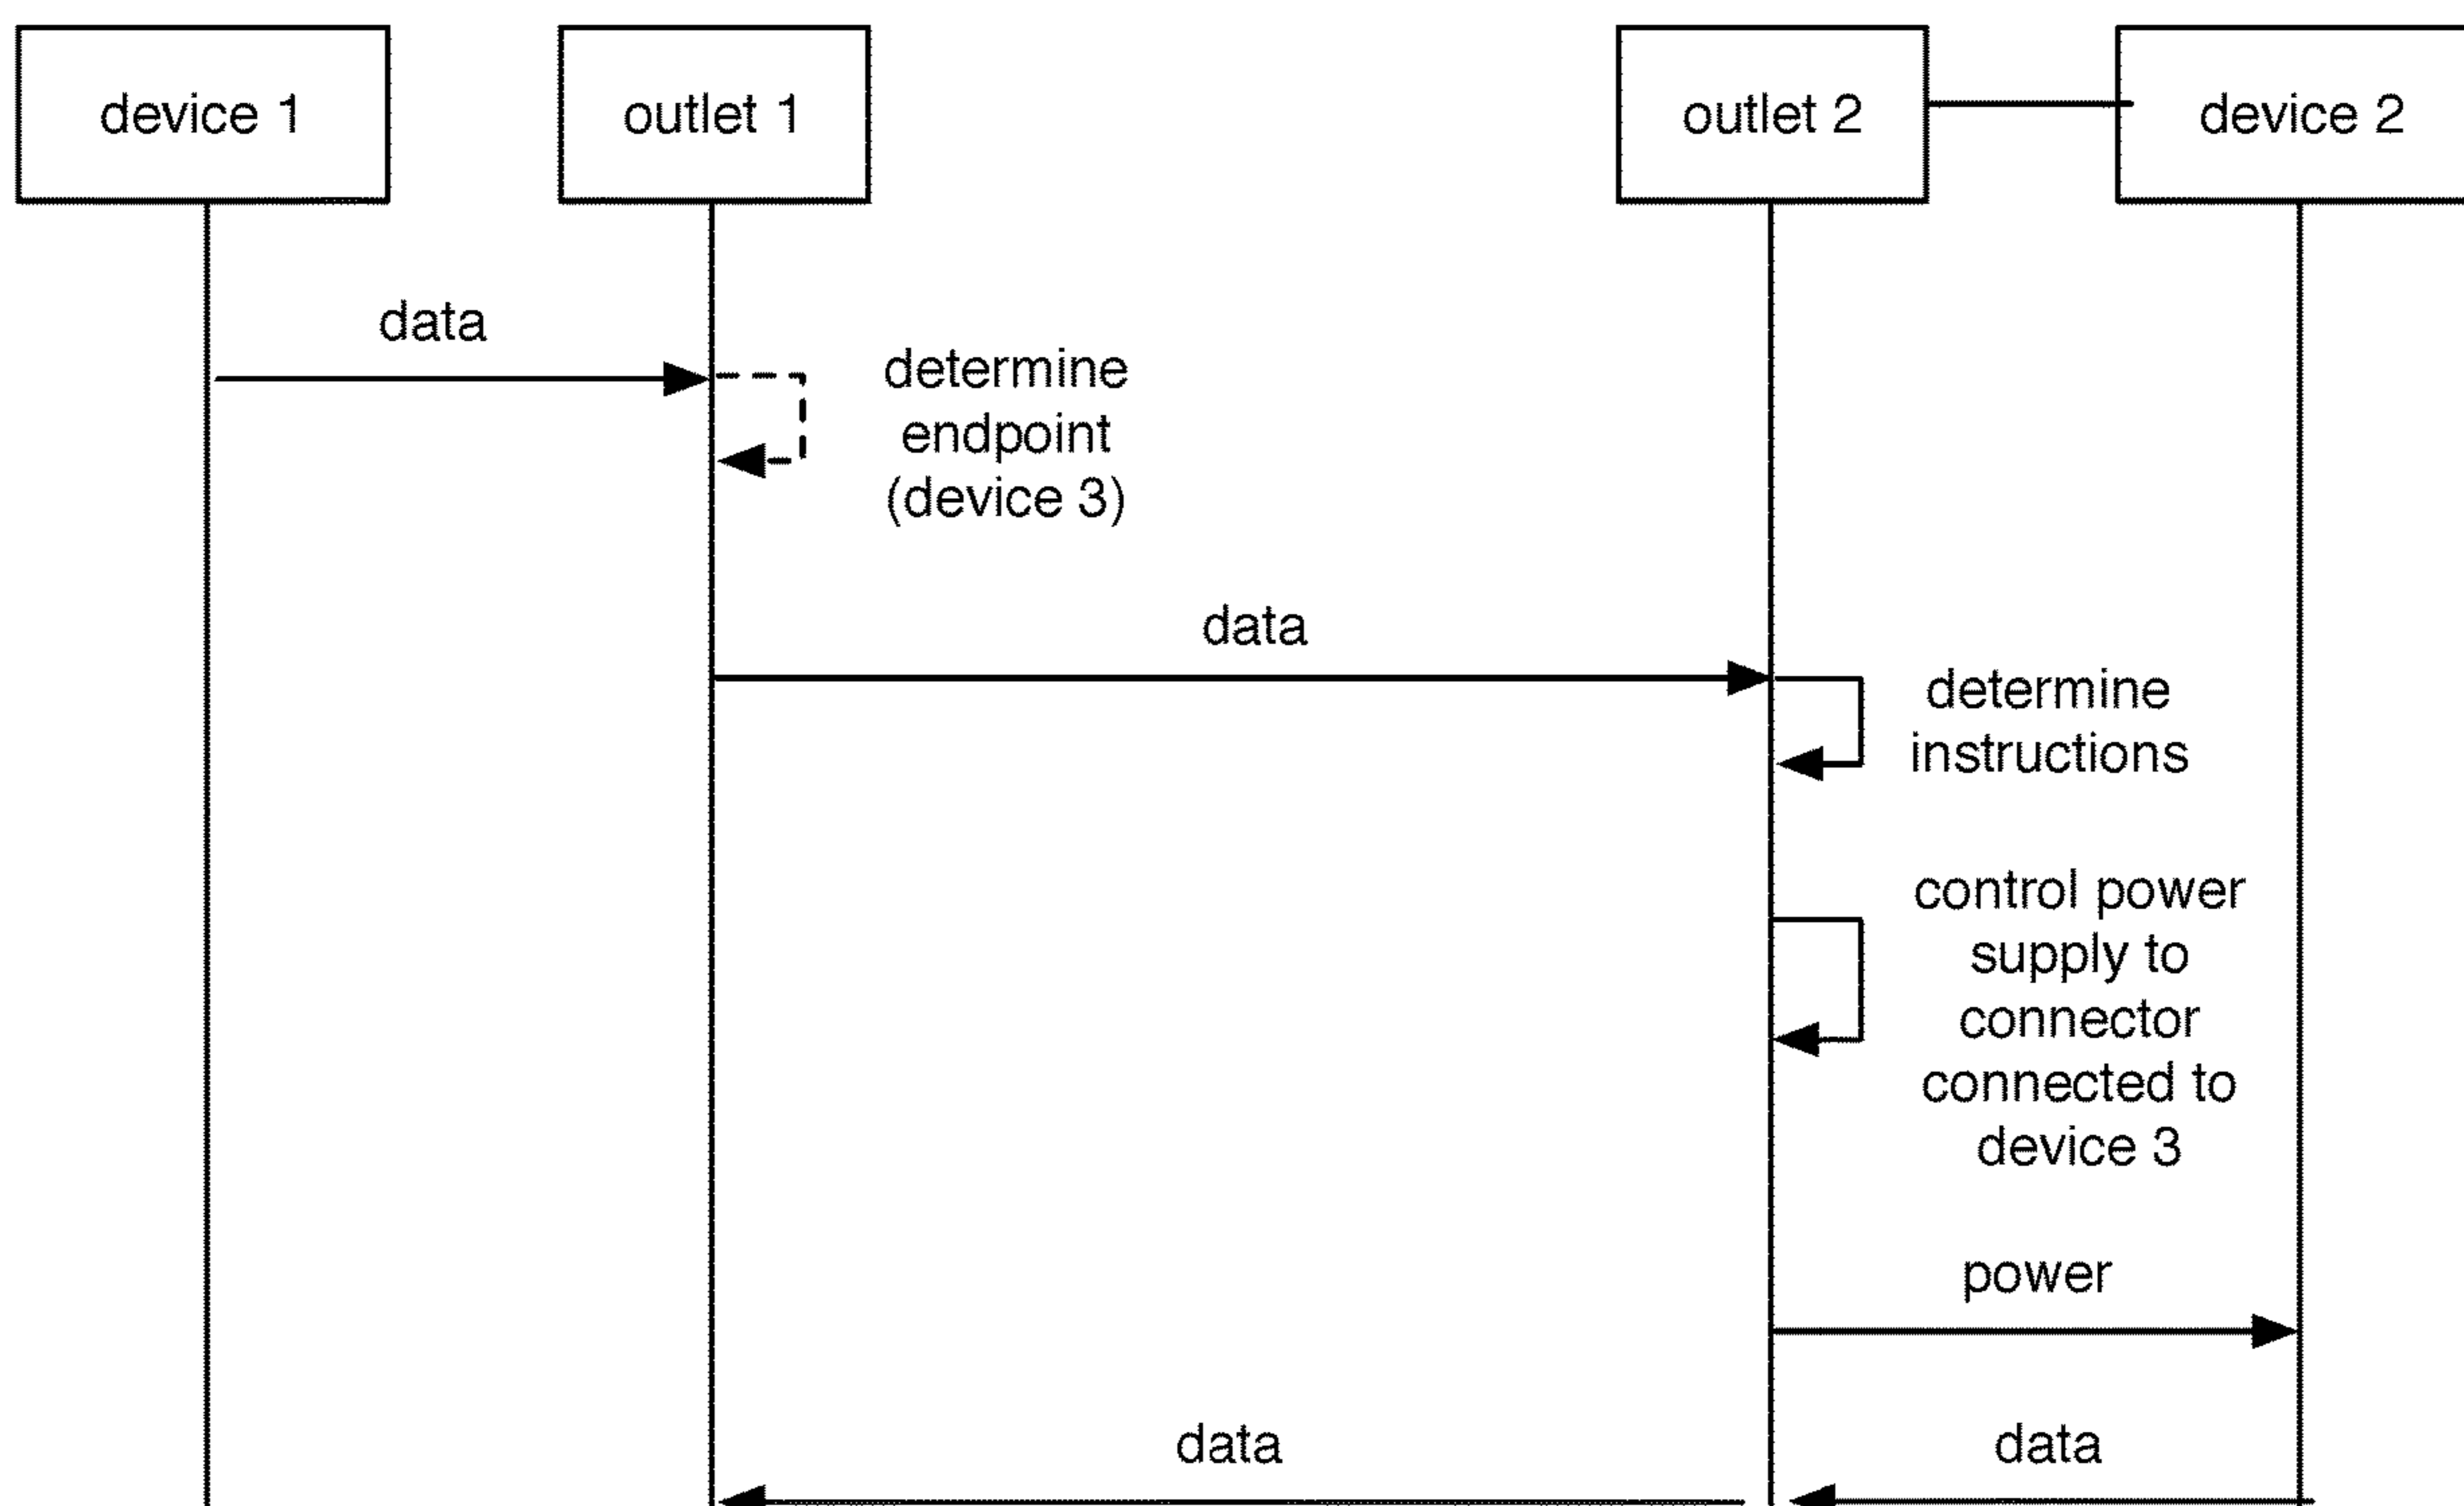 device 1
outlet 1
outlet 2
device 2
data
determine
endpoint
(device 3)
data
determine
instructions
control power
supply to
connector
connected to
device 3
power
data
data